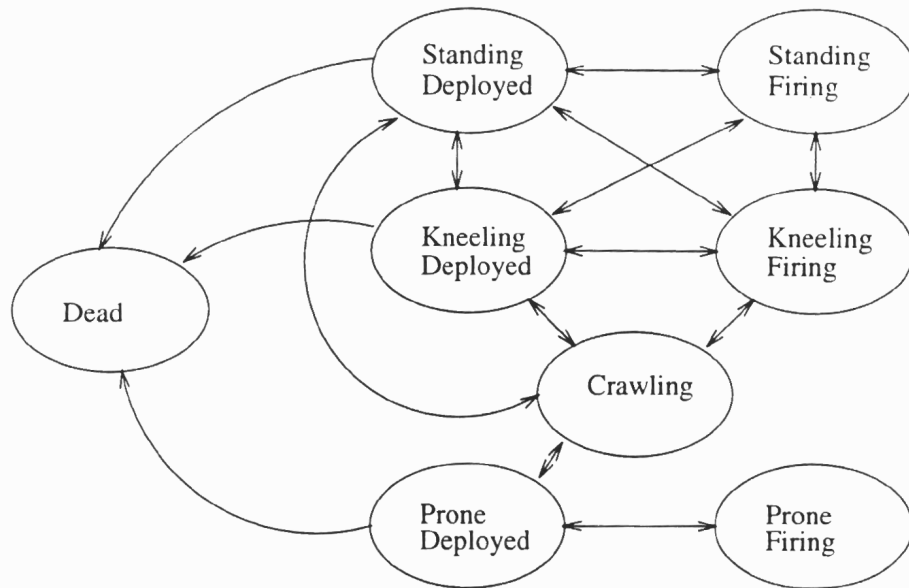 Standing
Deployed
Standing
Firing
Kneeling
Deployed
Kneeling
Firing
Dead
Crawling
Prone
Deployed
Prone
Firing